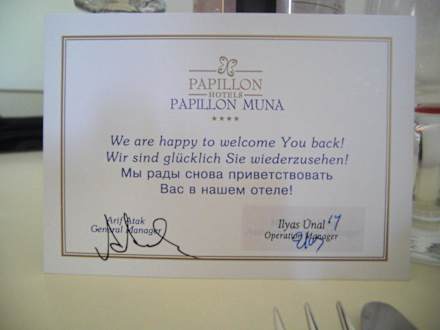 PAPILLON
HOTELS
PAPILLON MUNA
★★★★
We are happy to welcome You back!
Wir sind glücklich Sie wiederzusehen!
Мы рады снова приветствовать
Вас в нашем отеле!
Arif Atak
General Manager
Ilyas Ünal
Operation Manager